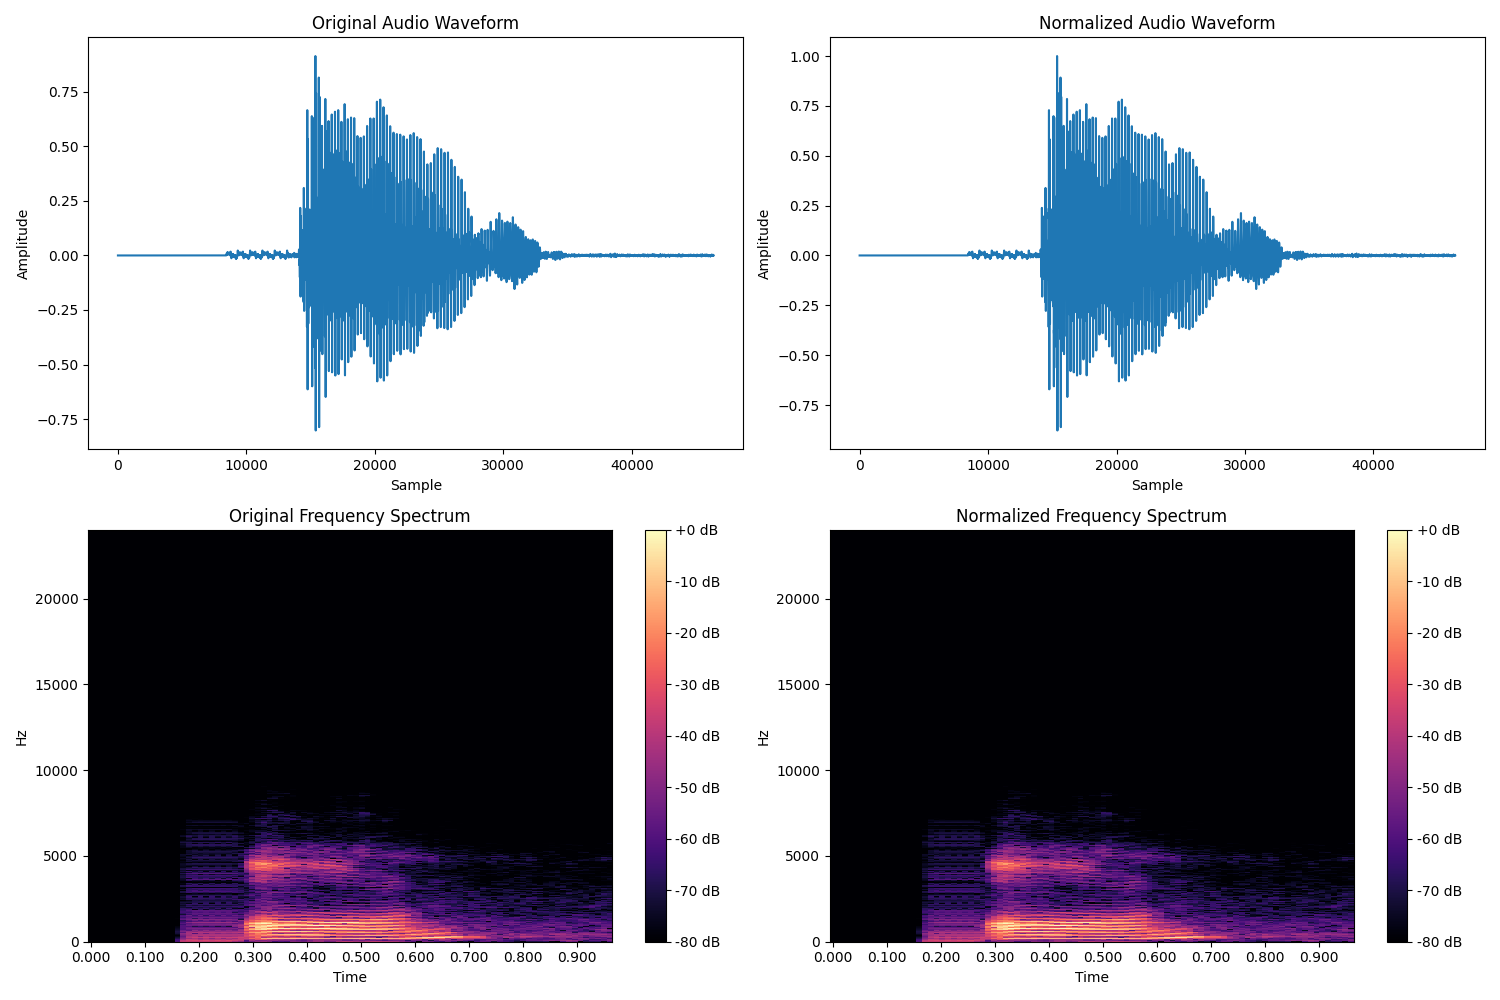 Original Audio Waveform
Amplitude
0.75
0.50
0.25
0.00
−0.25
−0.50
−0.75
0 10000 20000 30000 40000
Sample
Normalized Audio Waveform
Amplitude
1.00
0.75
0.50
0.25
0.00
−0.25
−0.50
−0.75
0 10000 20000 30000 40000
Sample
Original Frequency Spectrum
Hz
20000
15000
10000
5000
0
0.000 0.100 0.200 0.300 0.400 0.500 0.600 0.700 0.800 0.900
Time
+0 dB
-10 dB
-20 dB
-30 dB
-40 dB
-50 dB
-60 dB
-70 dB
-80 dB
Normalized Frequency Spectrum
Hz
20000
15000
10000
5000
0
0.000 0.100 0.200 0.300 0.400 0.500 0.600 0.700 0.800 0.900
Time
+0 dB
-10 dB
-20 dB
-30 dB
-40 dB
-50 dB
-60 dB
-70 dB
-80 dB